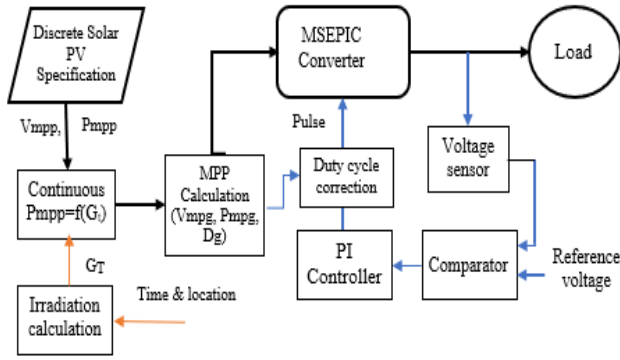 Discrete Solar
PV
Specification
MSEPIC
Converter
Load
Vmpp, Pmpp
Pulse
Voltage
sensor
MPP
Calculation
(Vmpg, Pmpg,
Dg)
Duty cycle
correction
Continuous
Pmpp=f(Gt)
PI
Controller
Comparator
Reference
voltage
GT
Time & location
Irradiation
calculation